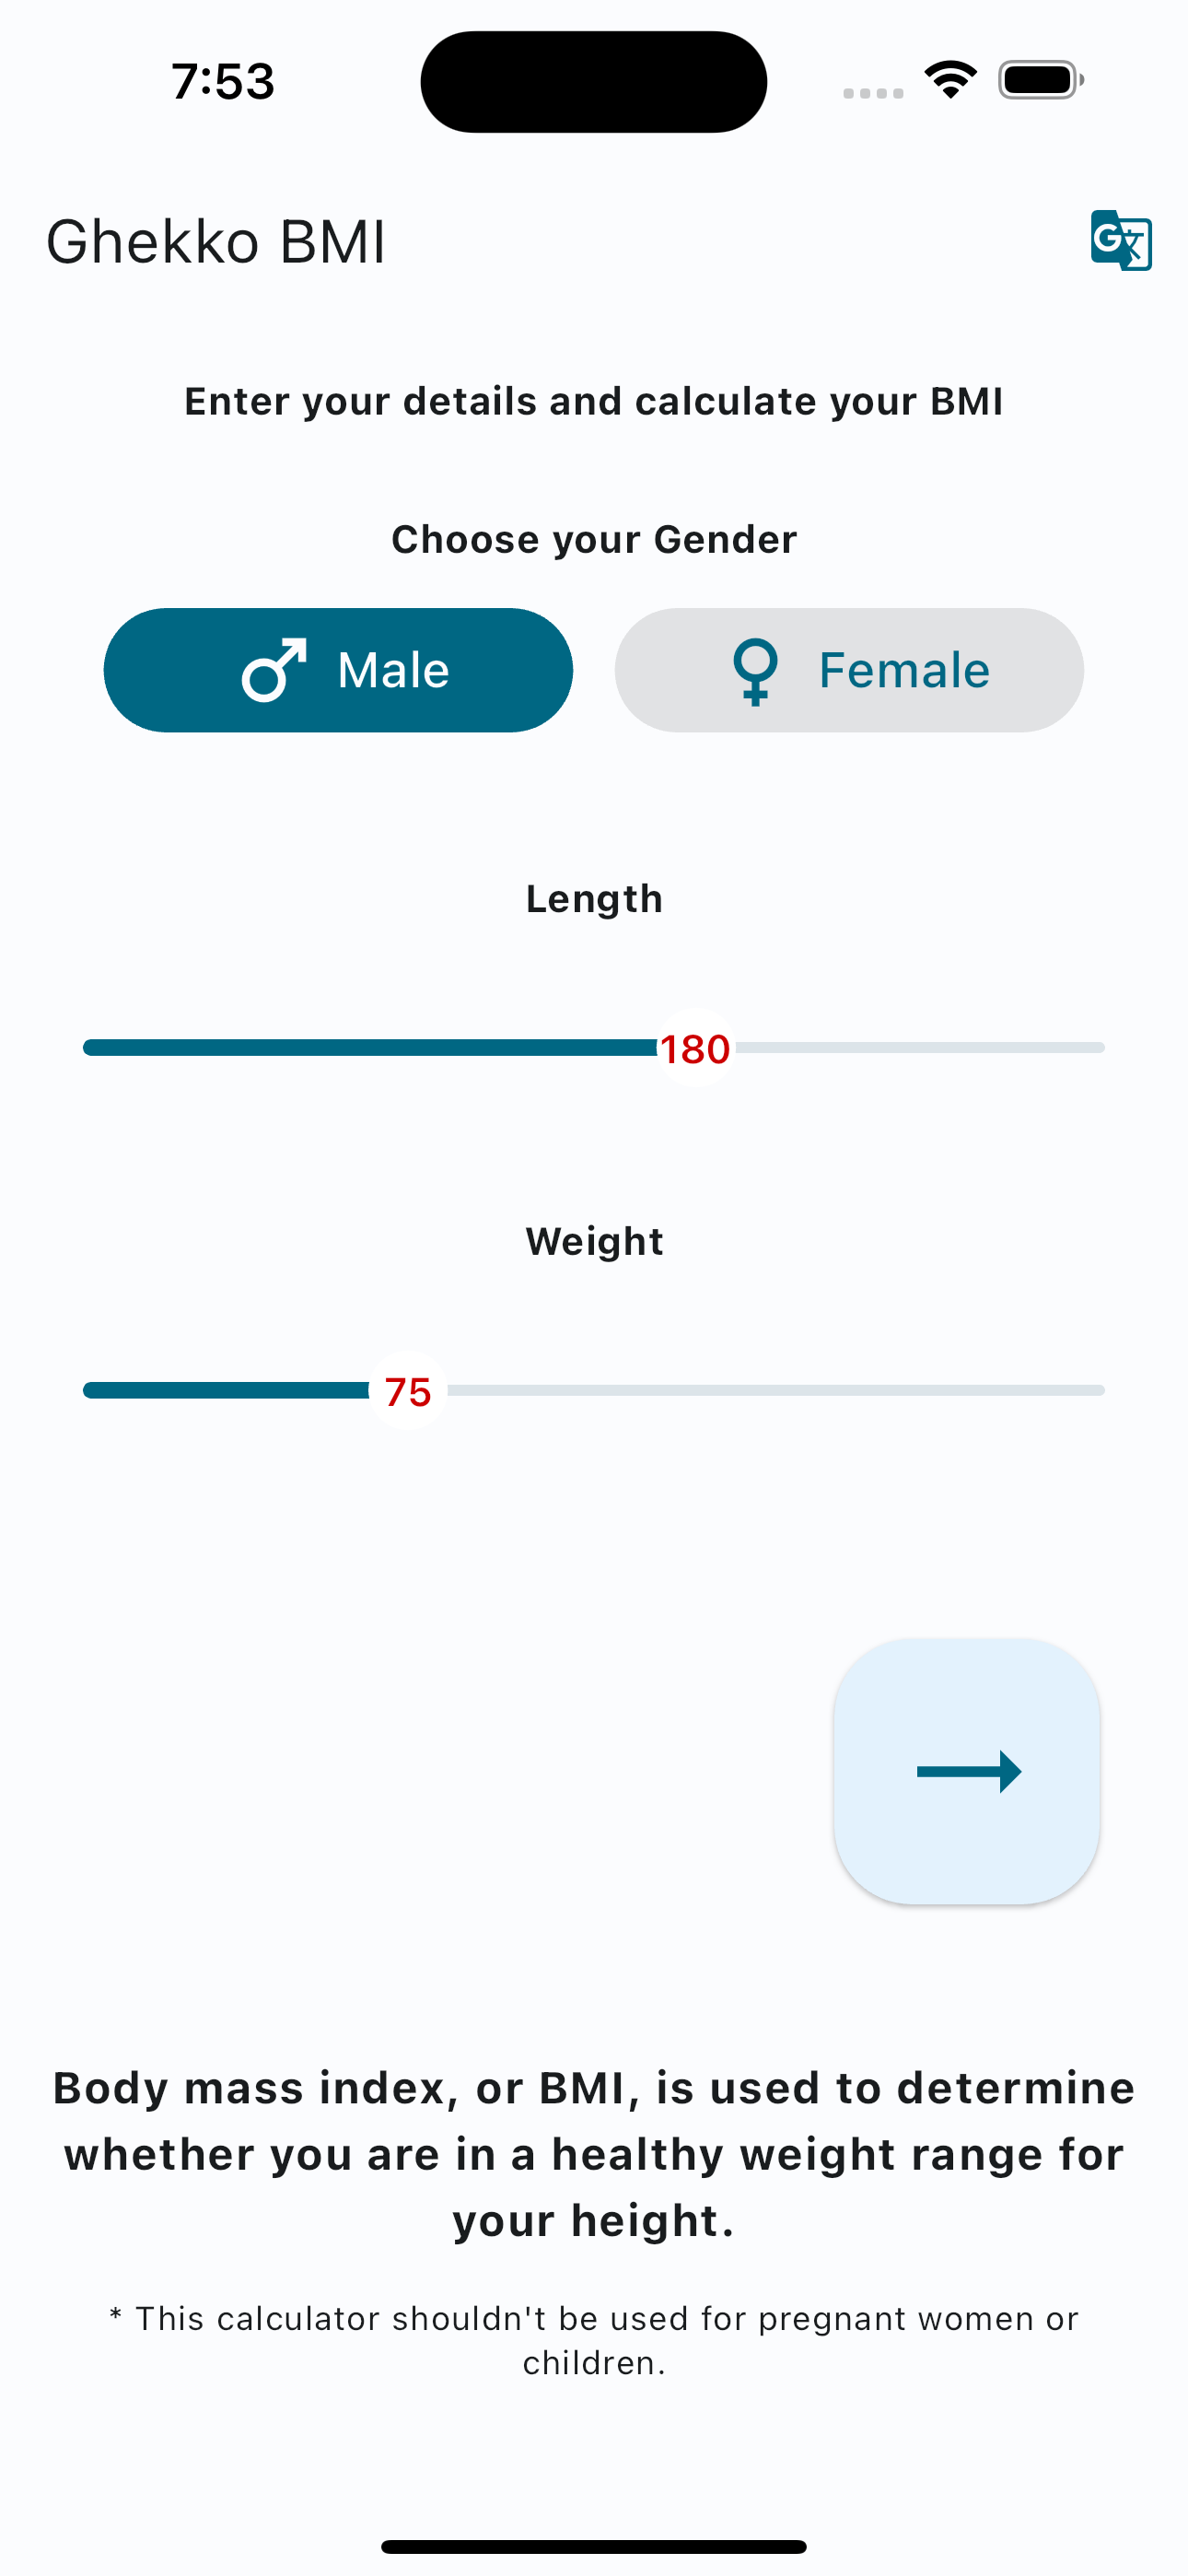 7:53
Ghekko BMI
Enter your details and calculate your BMI
Choose your Gender
Male
Female
Length
180
Weight
75
Body mass index, or BMI, is used to determine
whether you are in a healthy weight range for
your height.
* This calculator shouldn't be used for pregnant women or
children.